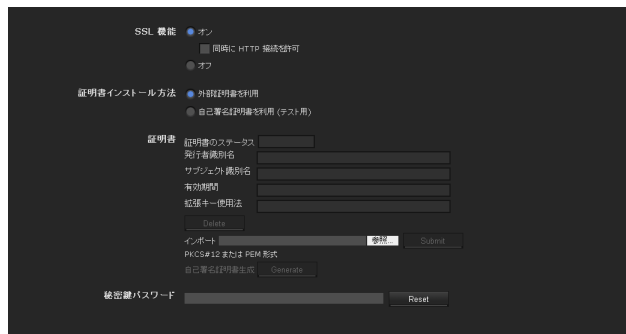 SSL 機能 オン
同時に HTTP 接続を許可
オフ
証明書インストール方法 外部証明書を利用
自己署名証明書を利用 (テスト用)
証明書 証明書のステータス
発行者識別名
サブジェクト識別名
有効期間
拡張キー使用法
Delete
インポート 参照... Submit
PKCS#12 または PEM 形式
自己署名証明書生成 Generate
秘密鍵パスワード Reset